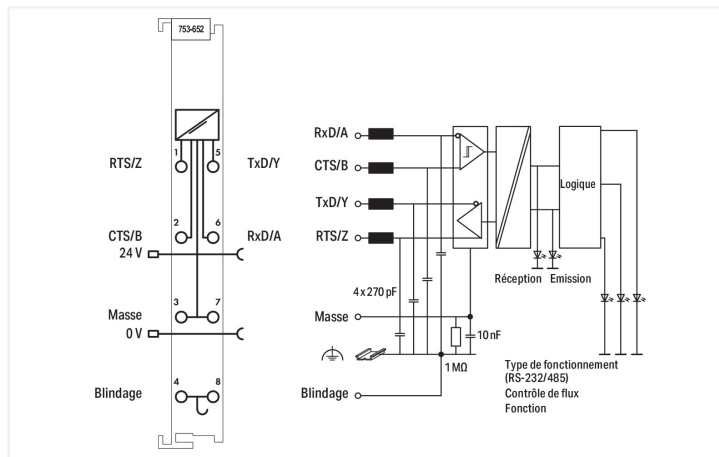 753-652
1
5
RTS/Z
TxD/Y
2
6
CTS/B
RxD/A
24 V
3
7
Masse
0 V
4
8
Blindage
RxD/A
CTS/B
TxD/Y
RTS/Z
Logique
Réception Emission
4 x 270 pF
Masse
10 nF
1 MΩ
Blindage
Type de fonctionnement
(RS-232/485)
Contrôle de flux
Fonction